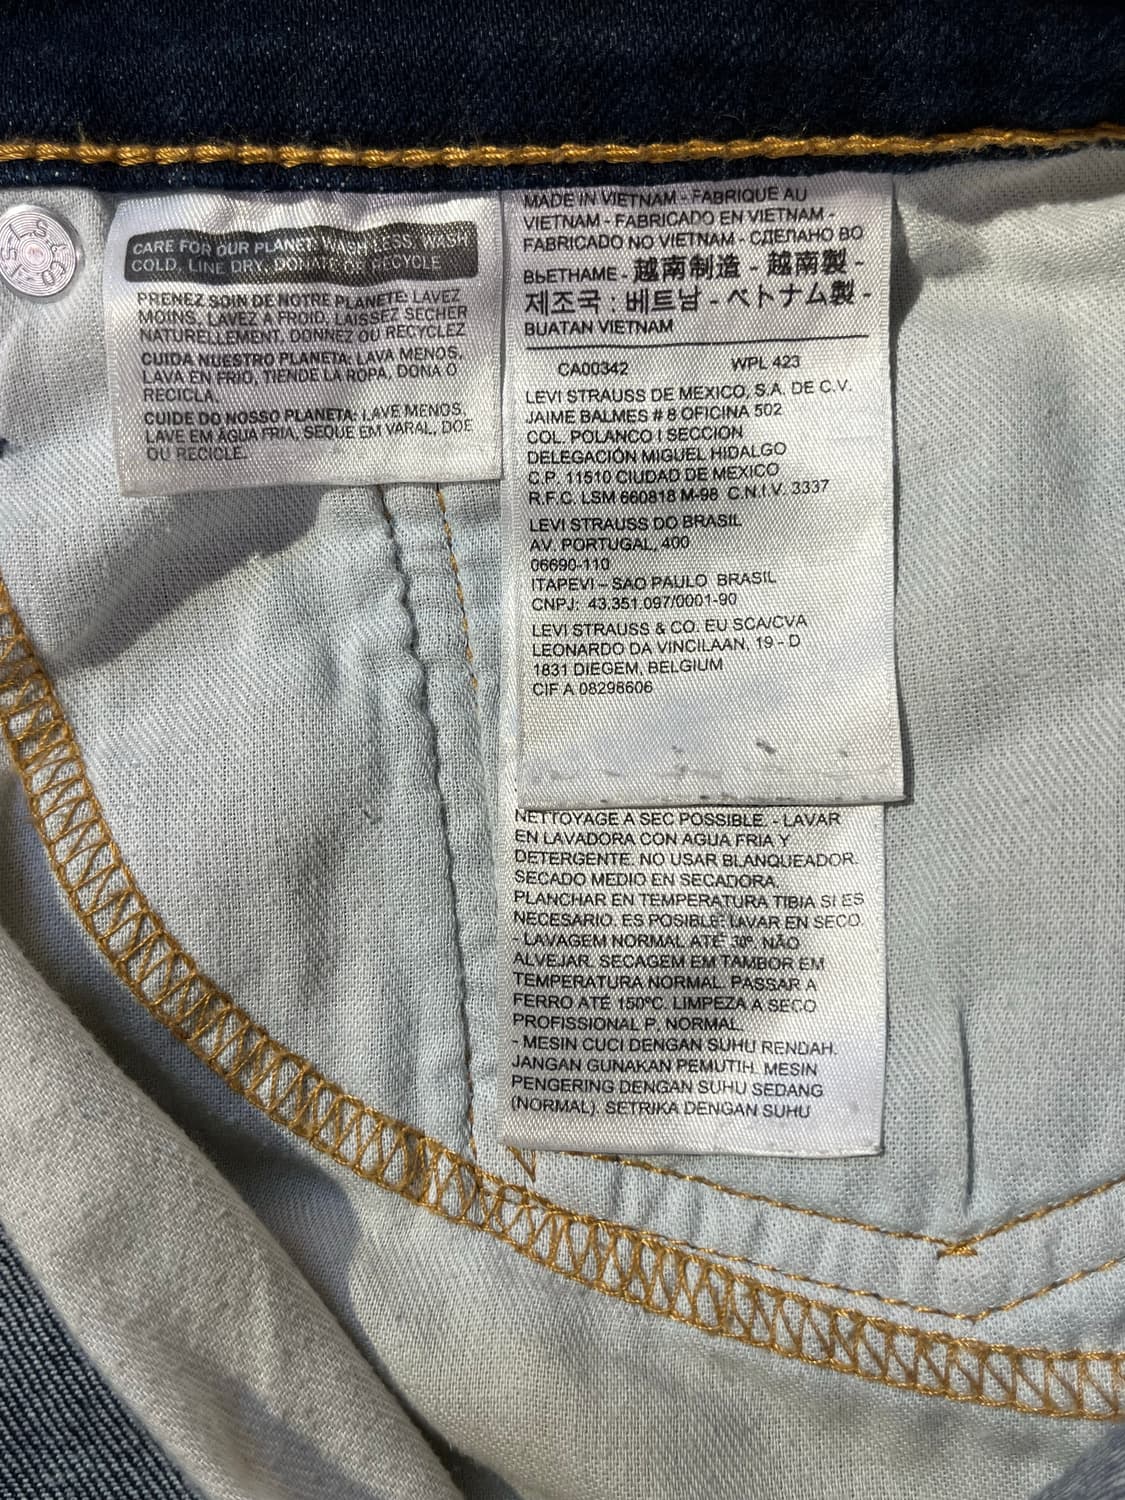 CARE FOR OUR PLANET: WASH LESS, WASH
COLD, LINE DRY, DONATE OR RECYCLE
PRENEZ SOIN DE NOTRE PLANETE: LAVEZ
MOINS, LAVEZ A FROID, LAISSEZ SECHER
NATURELLEMENT, DONNEZ OU RECYCLEZ
CUIDA NUESTRO PLANETA: LAVA MENOS,
LAVA EN FRIO, TIENDE LA ROPA, DONA O
RECICLA.
CUIDE DO NOSSO PLANETA: LAVE MENOS,
LAVE EM ÁGUA FRIA, SEQUE EM VARAL, DOE
OU RECICLE.
MADE IN VIETNAM - FABRIQUE AU
VIETNAM - FABRICADO EN VIETNAM -
FABRICADO NO VIETNAM - СДЕЛАНО ВО
ВЬЕТНАМЕ - 越南制造 - 越南製 -
제조국 : 베트남 - ベトナム製 -
BUATAN VIETNAM
CA00342 WPL 423
LEVI STRAUSS DE MEXICO, S.A. DE C.V.
JAIME BALMES # 8 OFICINA 502
COL. POLANCO I SECCION
DELEGACIÓN MIGUEL HIDALGO
C.P. 11510 CIUDAD DE MEXICO
R.F.C. LSM 660818 M-98 C.N.I.V. 3337
LEVI STRAUSS DO BRASIL
AV. PORTUGAL, 400
06690-110
ITAPEVI – SAO PAULO BRASIL
CNPJ: 43.351.097/0001-90
LEVI STRAUSS & CO. EU SCA/CVA
LEONARDO DA VINCILAAN, 19 - D
1831 DIEGEM, BELGIUM
CIF A 08298606
NETTOYAGE A SEC POSSIBLE. - LAVAR
EN LAVADORA CON AGUA FRIA Y
DETERGENTE. NO USAR BLANQUEADOR.
SECADO MEDIO EN SECADORA.
PLANCHAR EN TEMPERATURA TIBIA SI ES
NECESARIO. ES POSIBLE: LAVAR EN SECO
- LAVAGEM NORMAL ATÉ 30º. NÃO
ALVEJAR. SECAGEM EM TAMBOR EM
TEMPERATURA NORMAL. PASSAR A
FERRO ATÉ 150ºC. LIMPEZA A SECO
PROFISSIONAL P, NORMAL.
- MESIN CUCI DENGAN SUHU RENDAH.
JANGAN GUNAKAN PEMUTIH. MESIN
PENGERING DENGAN SUHU SEDANG
(NORMAL). SETRIKA DENGAN SUHU